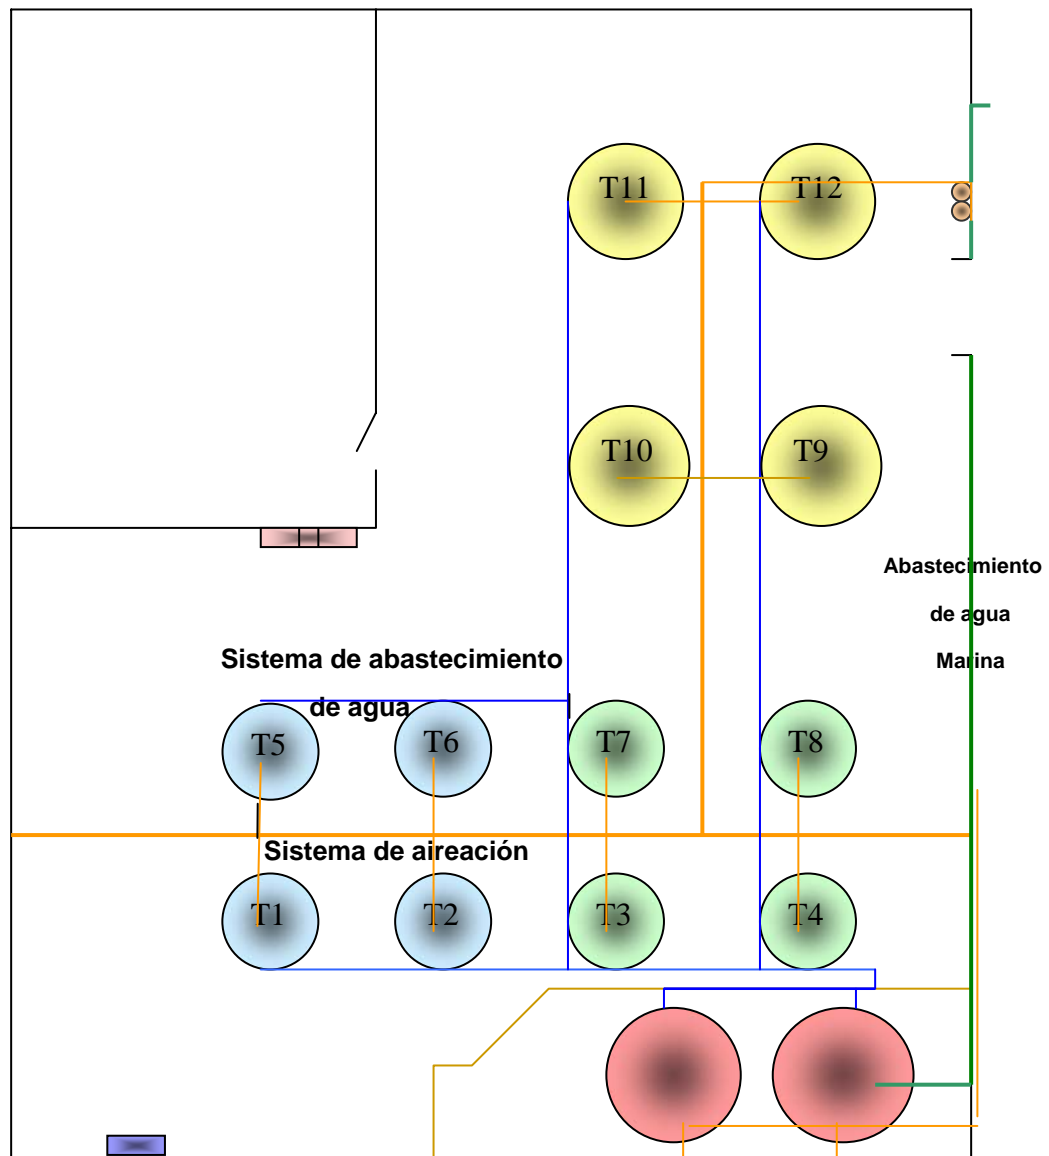 T11 T12
T10 T9
Abastecimiento
de agua
Marina
Sistema de abastecimiento
de agua
T5 T6 T7 T8
Sistema de aireación
T1 T2 T3 T4